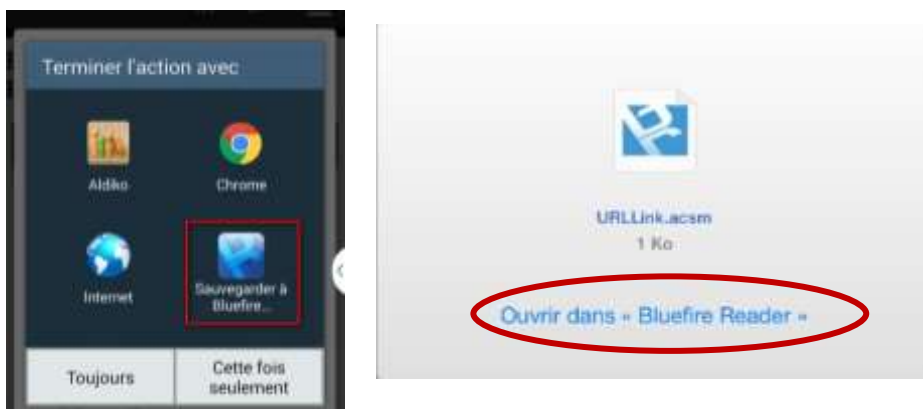 Terminer l'action avec
Aldiko
Chrome
Internet
Sauvegarder à
Bluefire...
Toujours
Cette fois
seulement
URLLink.acsm
1 Ko
Ouvrir dans « Bluefire Reader »